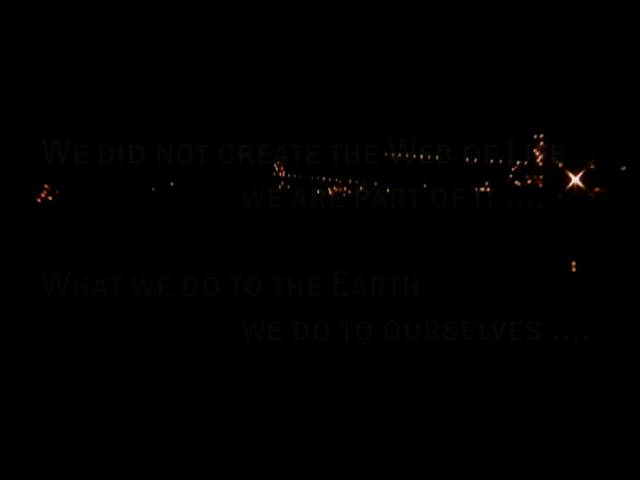 We did not create the Web of Life
we are part of it ....
What we do to the Earth
we do to ourselves ....